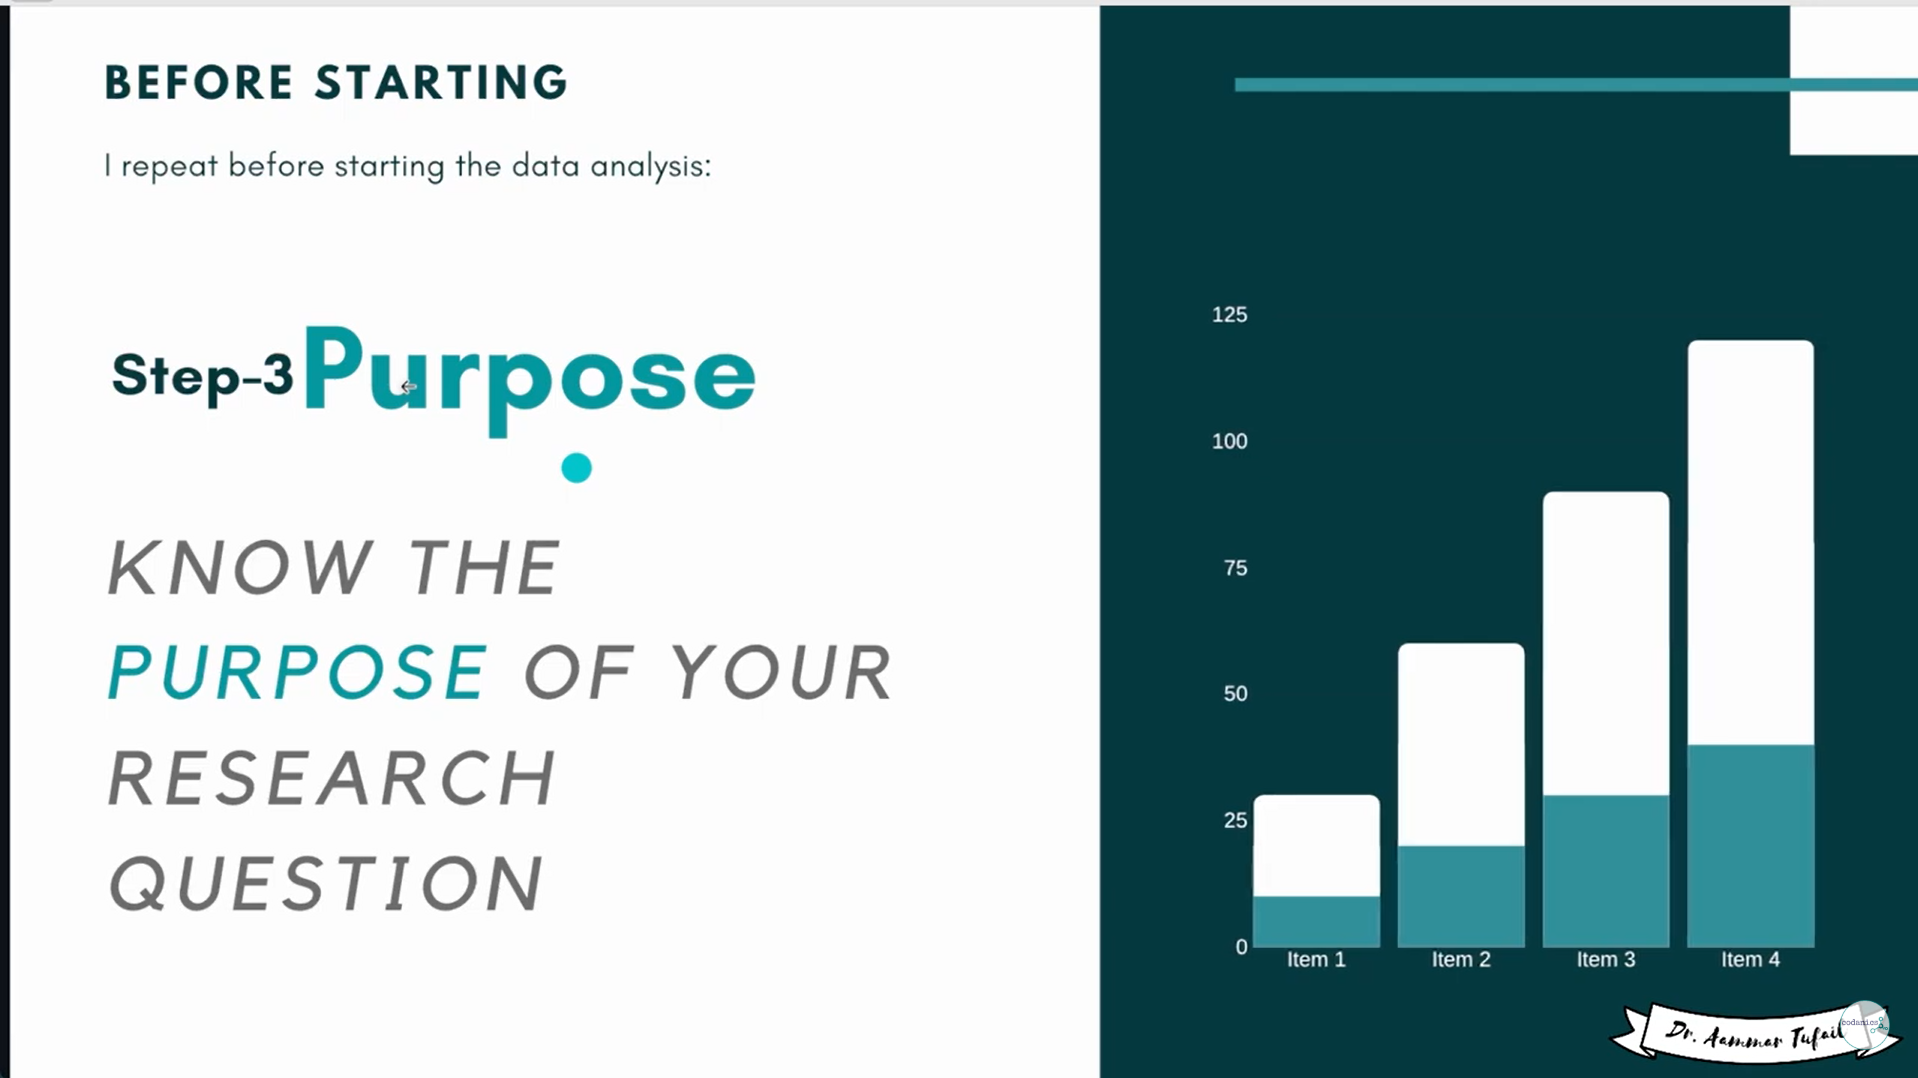 BEFORE STARTING
I repeat before starting the data analysis:
Step-3 Purpose
KNOW THE
PURPOSE OF YOUR
RESEARCH
QUESTION
125
100
75
50
25
0
Item 1 Item 2 Item 3 Item 4
Dr. Aammar Tufail
codanics